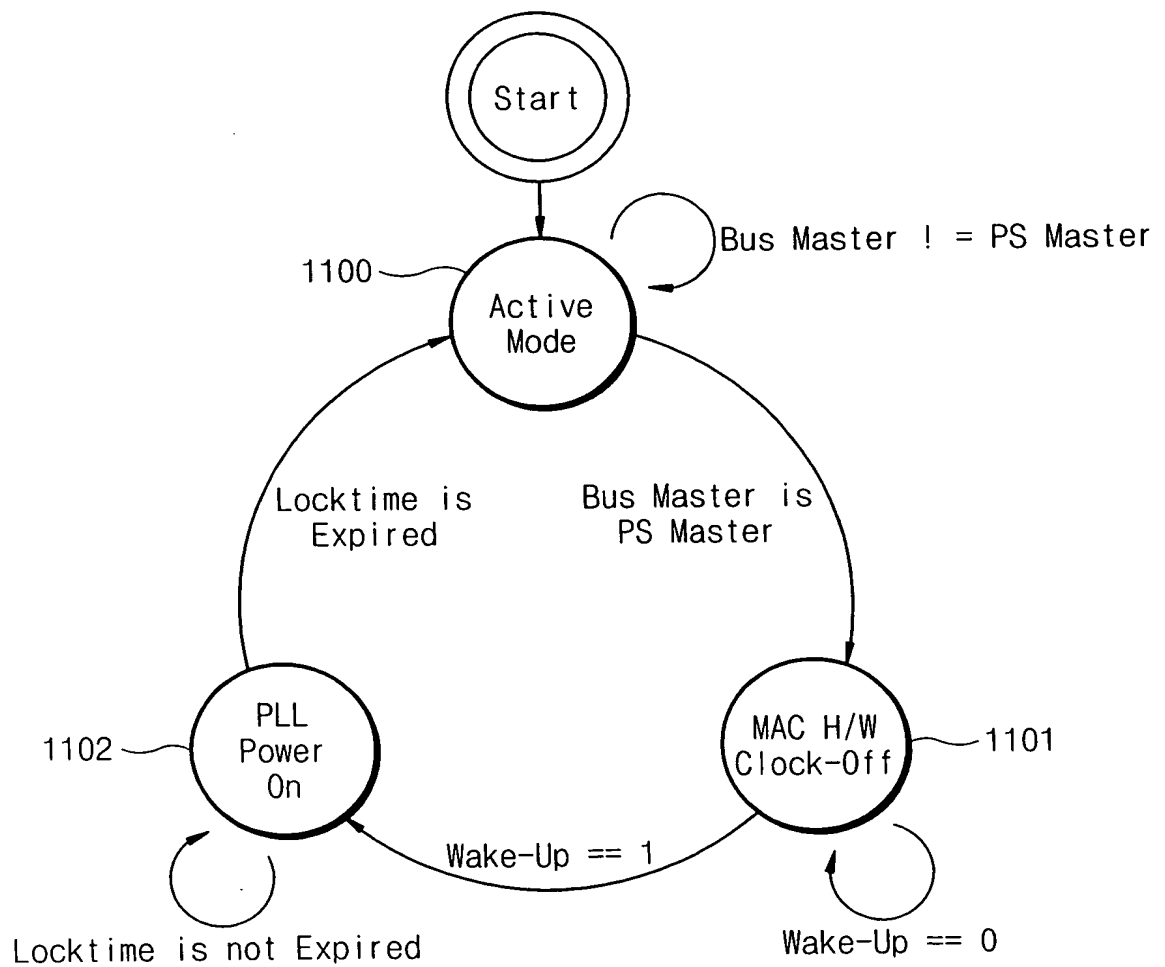 Start
Bus Master ! = PS Master
1100
Active
Mode
Locktime is
Expired
Bus Master is
PS Master
PLL
Power
On
1102
MAC H/W
Clock-Off
1101
Wake-Up == 1
Locktime is not Expired
Wake-Up == 0